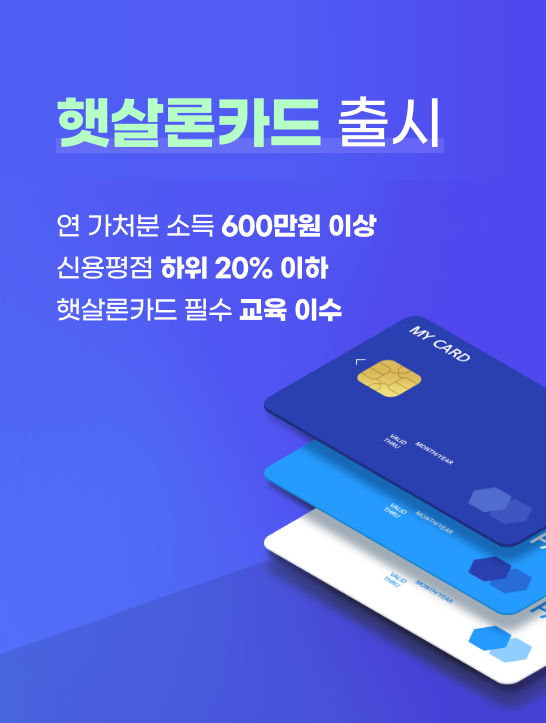 햇살론카드 출시
연 가처분 소득 600만원 이상
신용평점 하위 20% 이하
햇살론카드 필수 교육 이수
MY CARD
VALID THRU MONTH/YEAR
VALID THRU MONTH/YEAR
VALID THRU MONTH/YEAR